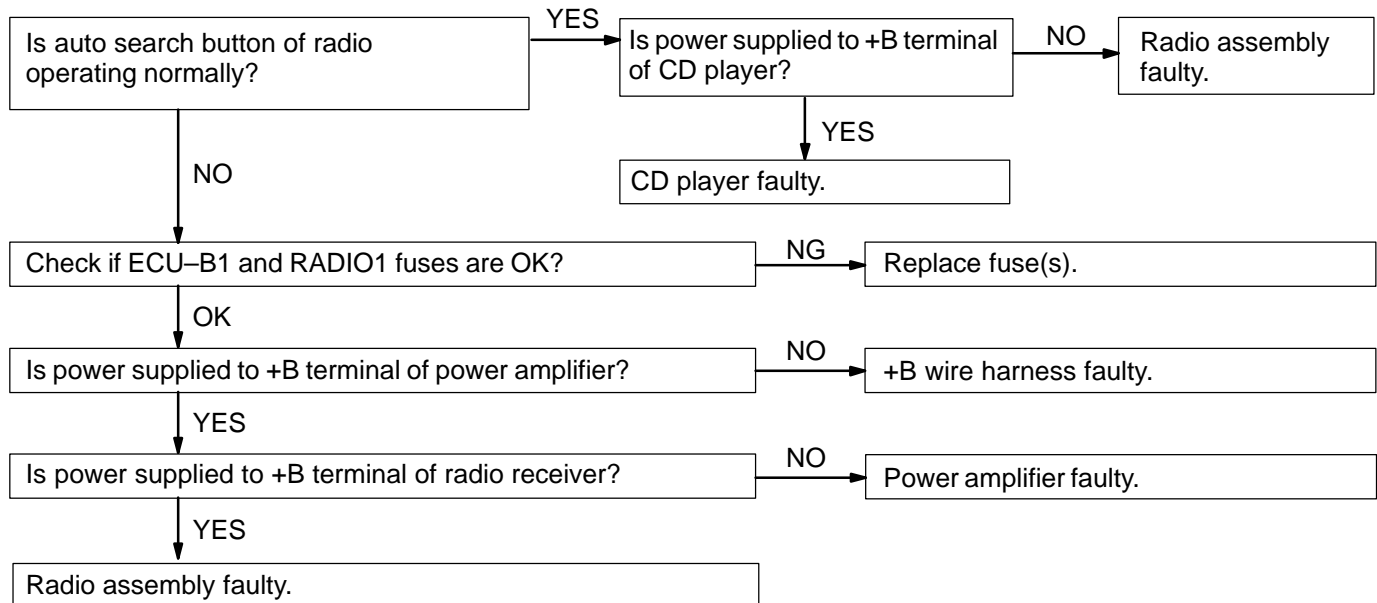 Is auto search button of radio
operating normally?
YES
Is power supplied to +B terminal
of CD player?
NO
Radio assembly
faulty.
YES
CD player faulty.
NO
Check if ECU–B1 and RADIO1 fuses are OK?
NG
Replace fuse(s).
OK
Is power supplied to +B terminal of power amplifier?
NO
+B wire harness faulty.
YES
Is power supplied to +B terminal of radio receiver?
NO
Power amplifier faulty.
YES
Radio assembly faulty.